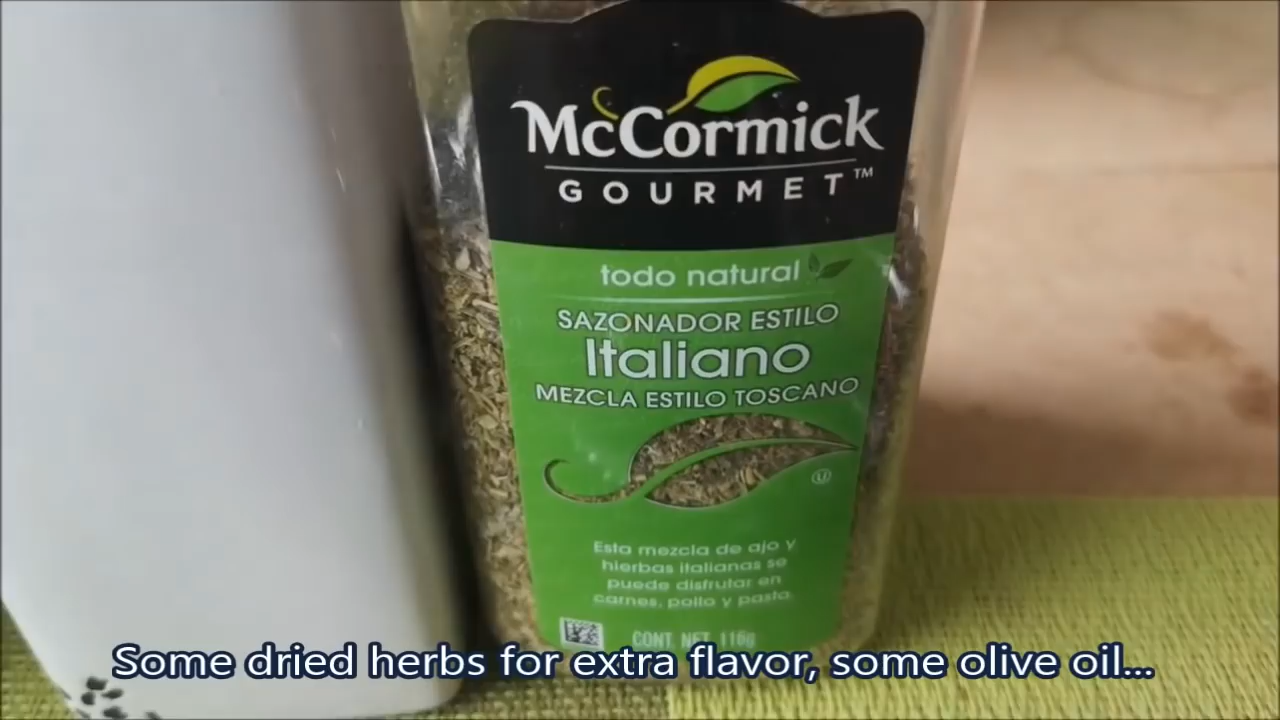 McCormick
GOURMET™
todo natural
SAZONADOR ESTILO
Italiano
MEZCLA ESTILO TOSCANO
Esta mezcla de ajo y
hierbas italianas se
puede disfrutar en
carnes, pollo y pasta.
CONT. NET. 116g
Some dried herbs for extra flavor, some olive oil...